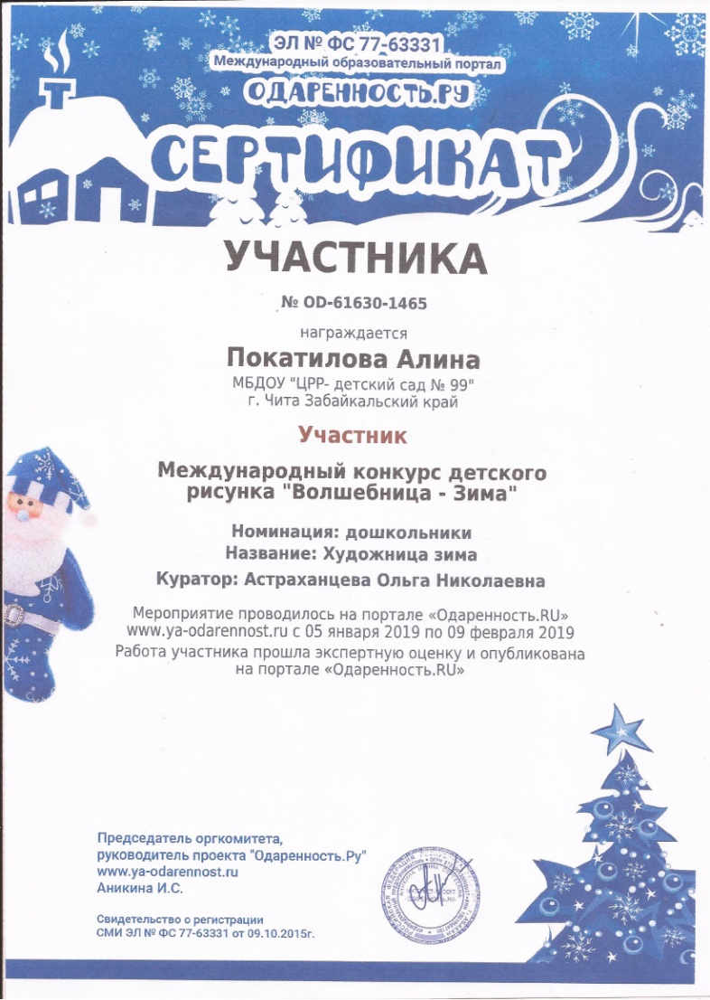 ЭЛ № ФС 77-63331
Международный образовательный портал
ОДАРЕННОСТЬ.РУ
СЕРТИФИКАТ
УЧАСТНИКА
№ OD-61630-1465
награждается
Покатилова Алина
МБДОУ "ЦРР- детский сад № 99"
г. Чита Забайкальский край
Участник
Международный конкурс детского
рисунка "Волшебница - Зима"
Номинация: дошкольники
Название: Художница зима
Куратор: Астраханцева Ольга Николаевна
Мероприятие проводилось на портале «Одаренность.RU»
www.ya-odarennost.ru с 05 января 2019 по 09 февраля 2019
Работа участника прошла экспертную оценку и опубликована
на портале «Одаренность.RU»
Председатель оргкомитета,
руководитель проекта "Одаренность.Ру"
www.ya-odarennost.ru
Аникина И.С.
Свидетельство о регистрации
СМИ ЭЛ № ФС 77-63331 от 09.10.2015г.